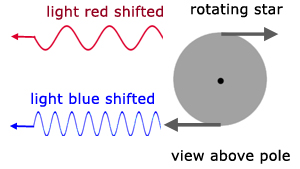 light red shifted
rotating star
light blue shifted
view above pole